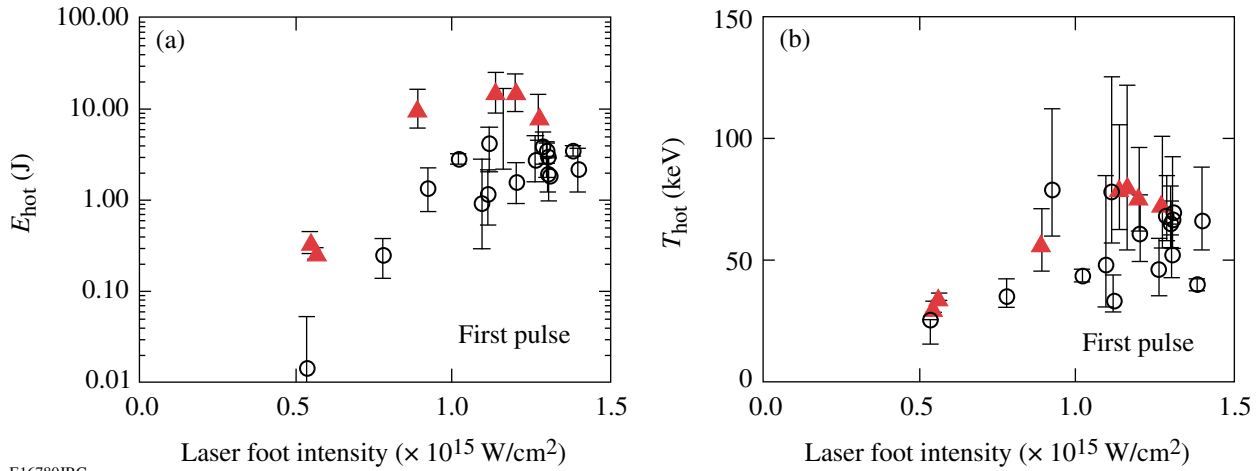 (a)
100.00
10.00
1.00
0.10
0.01
E_hot (J)
First pulse
0.0 0.5 1.0 1.5
Laser foot intensity (× 10^15 W/cm^2)
(b)
150
100
50
0
T_hot (keV)
First pulse
0.0 0.5 1.0 1.5
Laser foot intensity (× 10^15 W/cm^2)